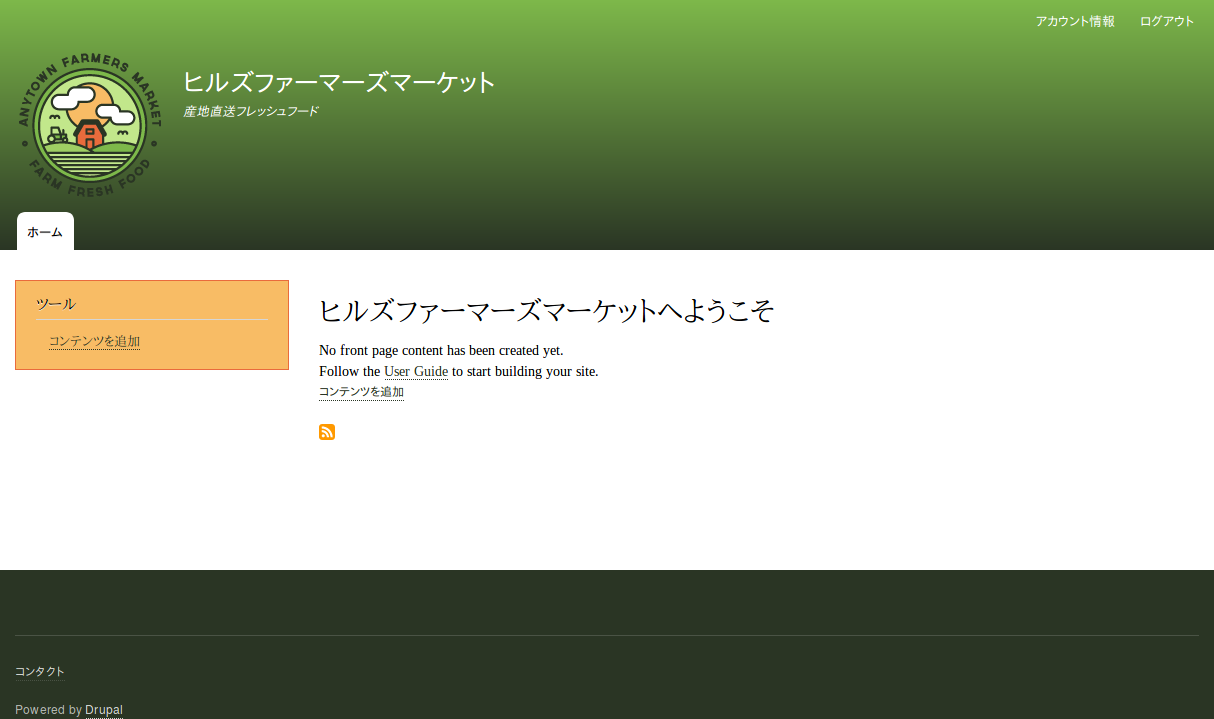 アカウント情報 ログアウト
ANYTOWN FARMERS MARKET
FARM FRESH FOOD
ヒルズファーマーズマーケット
産地直送フレッシュフード
ホーム
ツール
コンテンツを追加
ヒルズファーマーズマーケットへようこそ
No front page content has been created yet.
Follow the User Guide to start building your site.
コンテンツを追加
コンタクト
Powered by Drupal